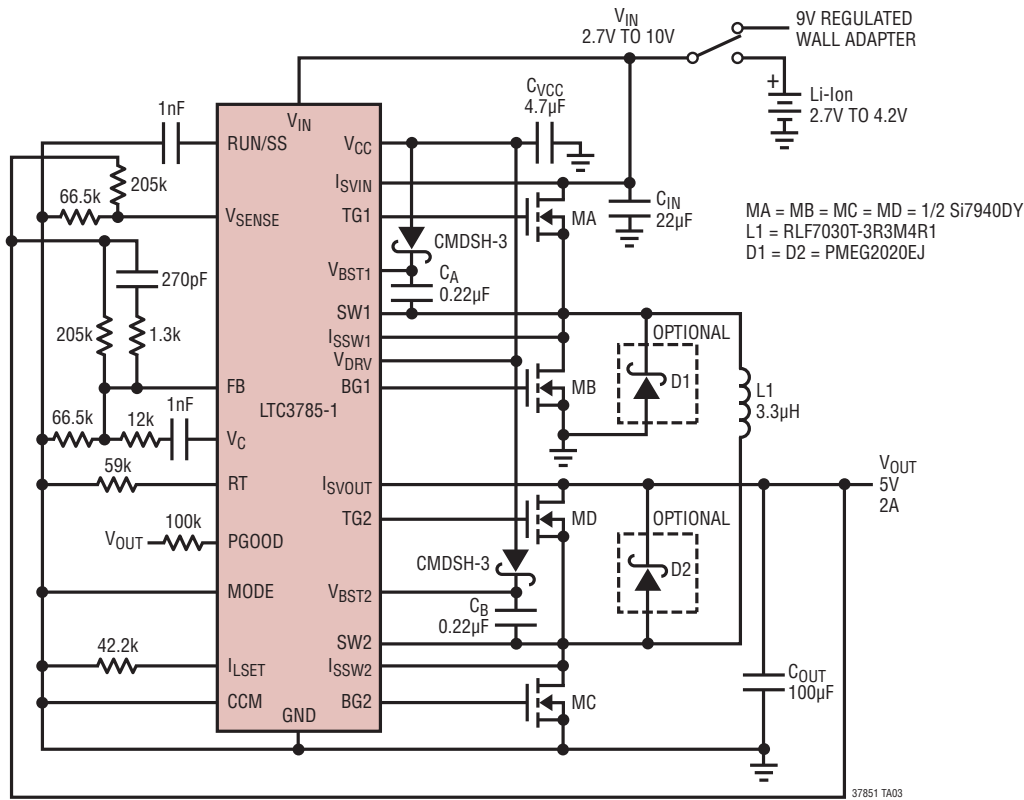 VIN
2.7V TO 10V
9V REGULATED
WALL ADAPTER
+
Li-Ion
2.7V TO 4.2V
1nF
CVCC
4.7µF
VIN
RUN/SS
VCC
205k
66.5k
ISVIN
CIN
22µF
VSENSE
TG1
MA
MA = MB = MC = MD = 1/2 Si7940DY
L1 = RLF7030T-3R3M4R1
D1 = D2 = PMEG2020EJ
CMDSH-3
270pF
VBST1
CA
0.22µF
SW1
205k
1.3k
ISSW1
OPTIONAL
VDRV
FB
BG1
MB
D1
L1
3.3µH
LTC3785-1
66.5k
12k
1nF
VC
59k
RT
ISVOUT
VOUT
5V
2A
TG2
MD
OPTIONAL
VOUT
100k
PGOOD
CMDSH-3
D2
MODE
VBST2
CB
0.22µF
SW2
42.2k
ILSET
ISSW2
COUT
100µF
CCM
BG2
MC
GND
37851 TA03